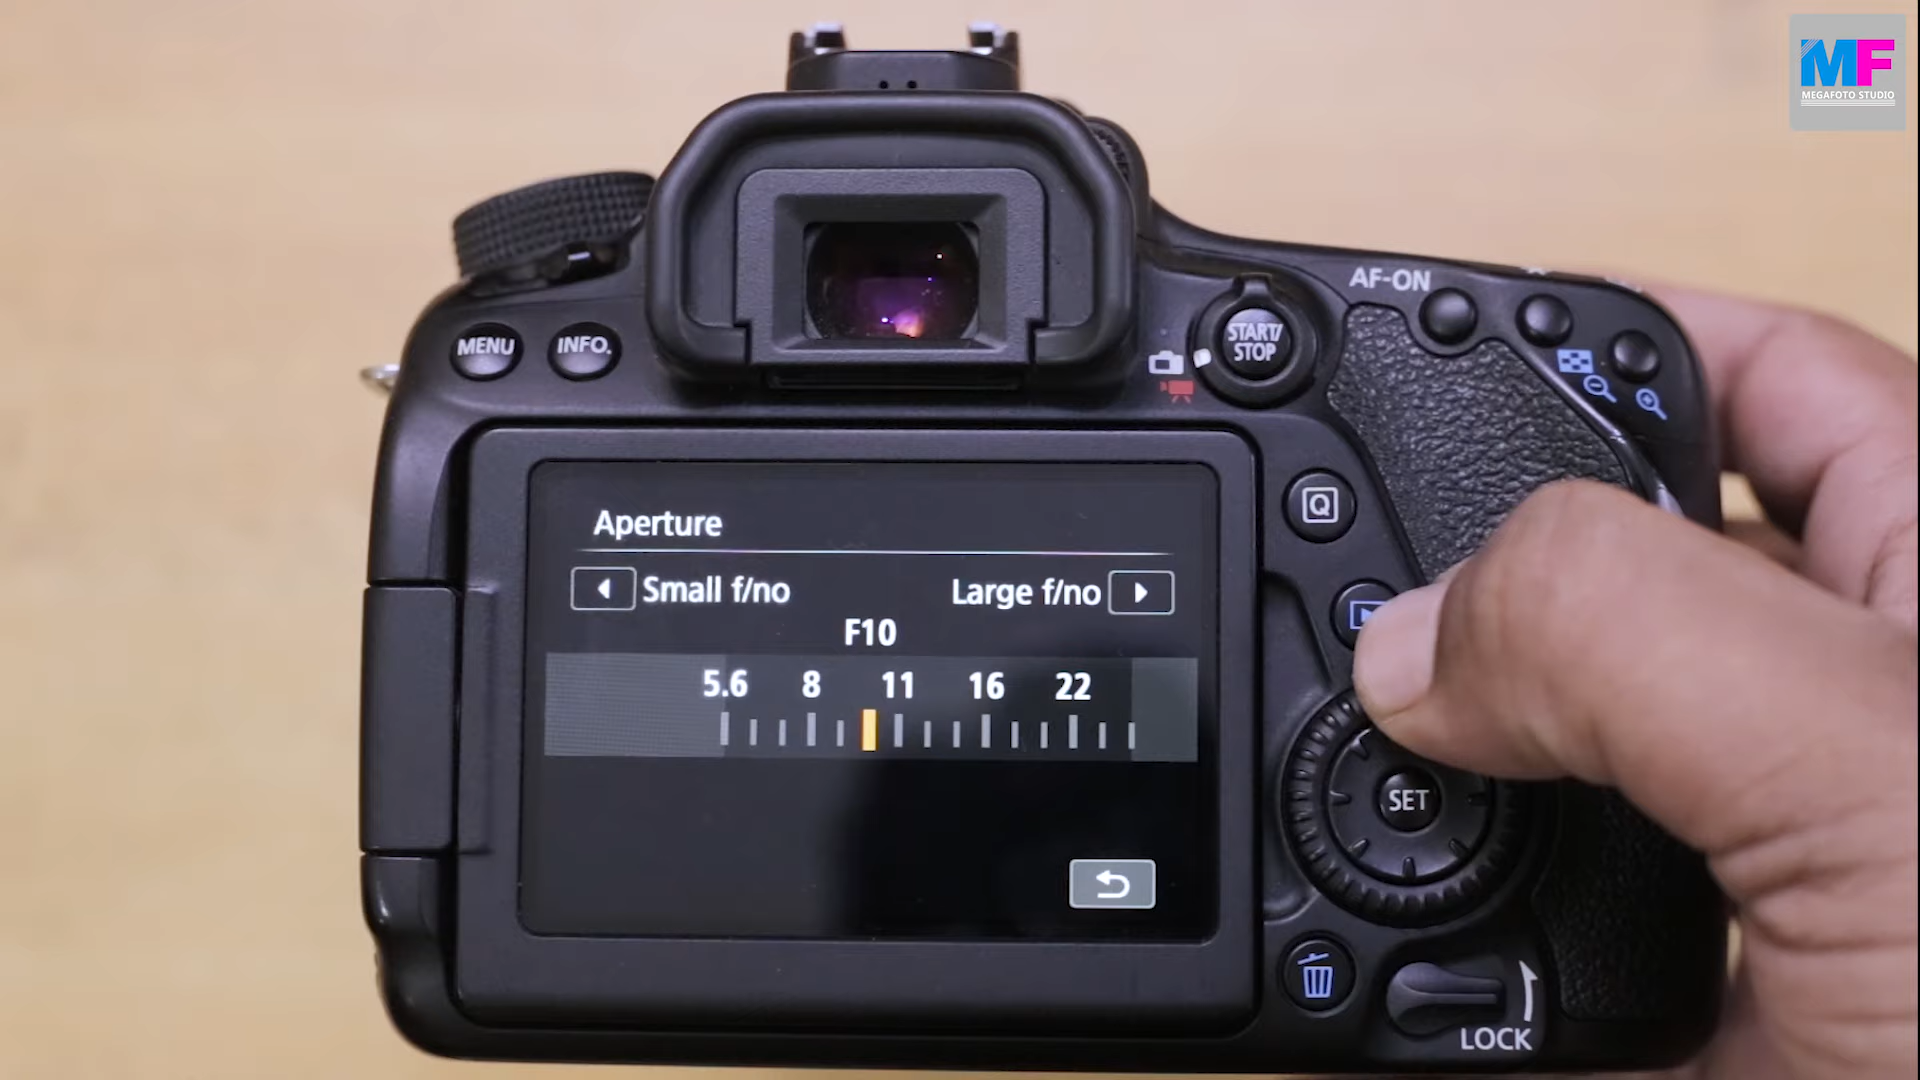 MF
MEGAFOTO STUDIO
AF-ON
MENU
INFO.
START/
STOP
Q
Aperture
Small f/no
Large f/no
F10
5.6 8 11 16 22
SET
LOCK